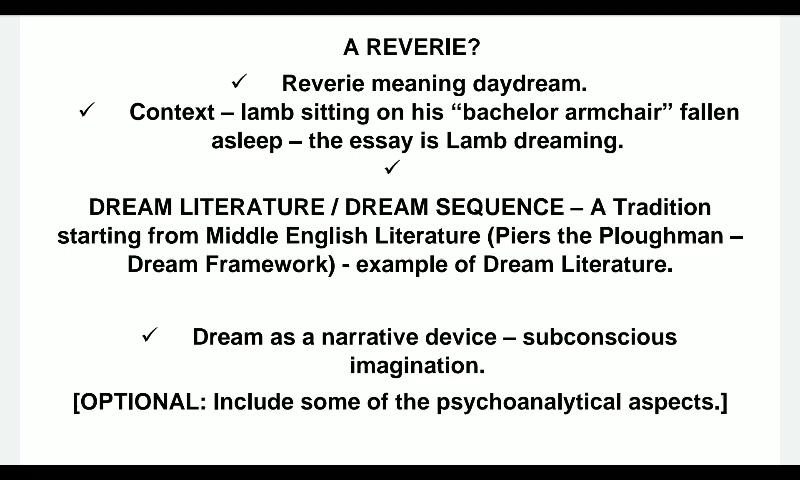 A REVERIE?
✓ Reverie meaning daydream.
✓ Context – lamb sitting on his “bachelor armchair” fallen
asleep – the essay is Lamb dreaming.
✓
DREAM LITERATURE / DREAM SEQUENCE – A Tradition
starting from Middle English Literature (Piers the Ploughman –
Dream Framework) - example of Dream Literature.
✓ Dream as a narrative device – subconscious
imagination.
[OPTIONAL: Include some of the psychoanalytical aspects.]